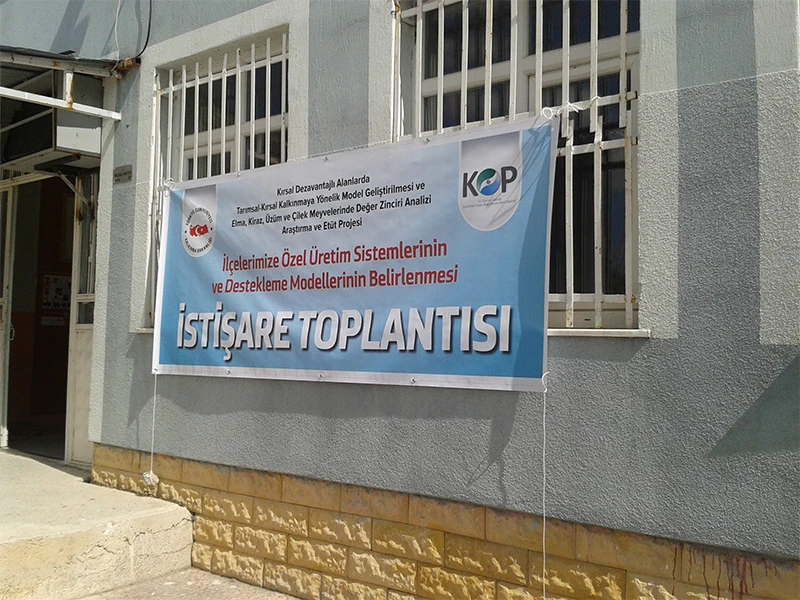 Kırsal Dezavantajlı Alanlarda
Tarımsal-Kırsal Kalkınmaya Yönelik Model Geliştirilmesi ve
Elma, Kiraz, Üzüm ve Çilek Meyvelerinde Değer Zinciri Analizi
Araştırma ve Etüt Projesi
KOP
İlçelerimize Özel Üretim Sistemlerinin
ve Destekleme Modellerinin Belirlenmesi
İSTİŞARE TOPLANTISI